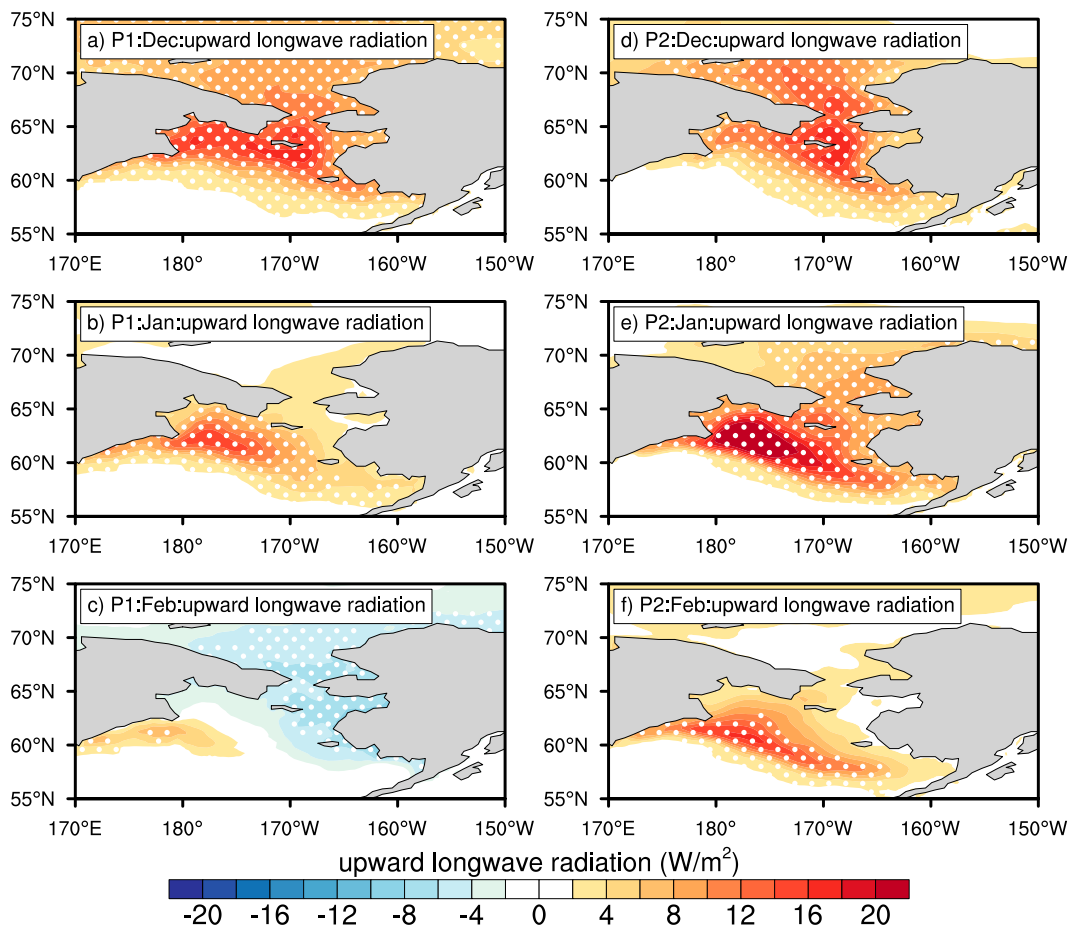 75°N
a) P1:Dec:upward longwave radiation
70°N
65°N
60°N
55°N
170°E 180° 170°W 160°W 150°W
75°N
d) P2:Dec:upward longwave radiation
70°N
65°N
60°N
55°N
170°E 180° 170°W 160°W 150°W
75°N
b) P1:Jan:upward longwave radiation
70°N
65°N
60°N
55°N
170°E 180° 170°W 160°W 150°W
75°N
e) P2:Jan:upward longwave radiation
70°N
65°N
60°N
55°N
170°E 180° 170°W 160°W 150°W
75°N
c) P1:Feb:upward longwave radiation
70°N
65°N
60°N
55°N
170°E 180° 170°W 160°W 150°W
75°N
f) P2:Feb:upward longwave radiation
70°N
65°N
60°N
55°N
170°E 180° 170°W 160°W 150°W
upward longwave radiation (W/m²)
-20 -16 -12 -8 -4 0 4 8 12 16 20